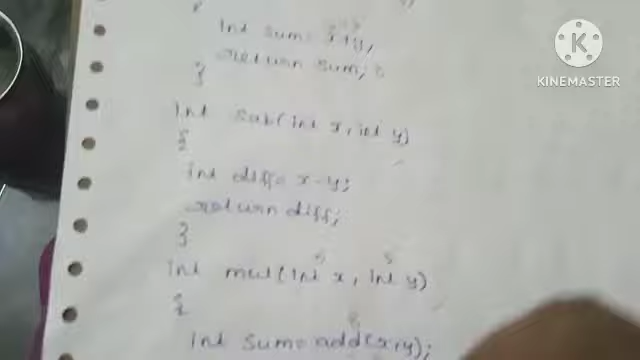 int sum = x+y;
return sum;
}
int sub(int x, int y)
{
int diff= x-y;
return diff;
}
int mul(int x, int y)
{
int sum= add(x,y);
KINEMASTER